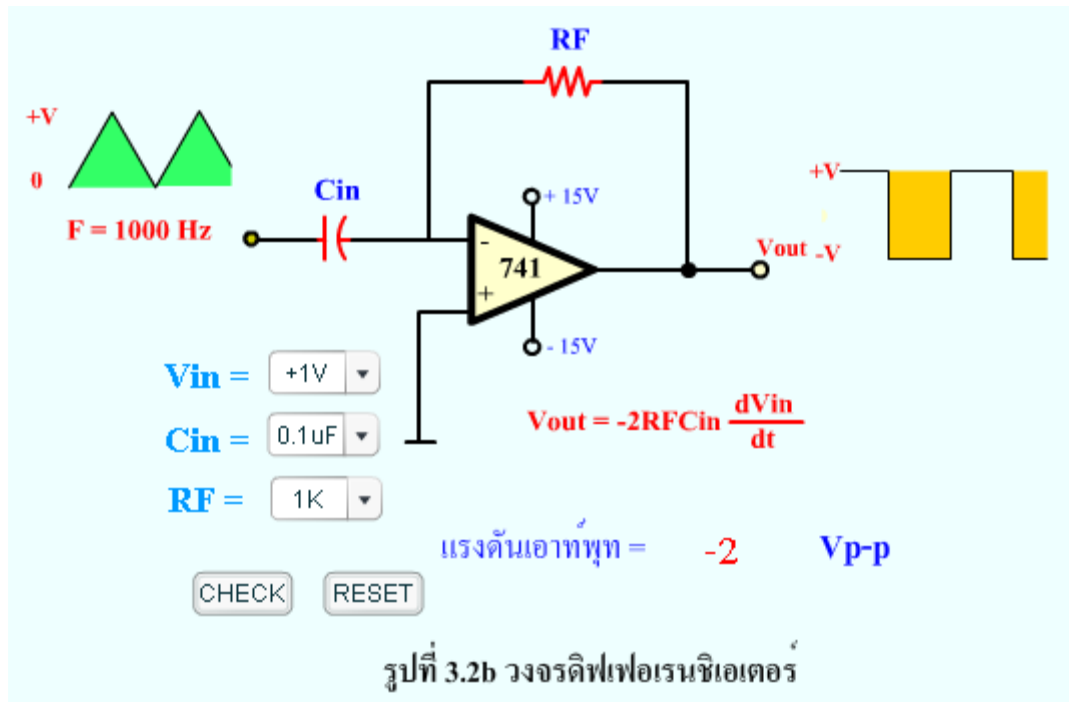 RF
+V
0
F = 1000 Hz
Cin
+ 15V
-
741
+
- 15V
+V
Vout
-V
Vin =
+1V
Cin =
0.1uF
RF =
1K
Vout = -2RFCin dVin
dt
แรงดันเอาท์พุท = -2 Vp-p
CHECK
RESET
รูปที่ 3.2b วงจรดิฟเฟอเรนชิเอเตอร์